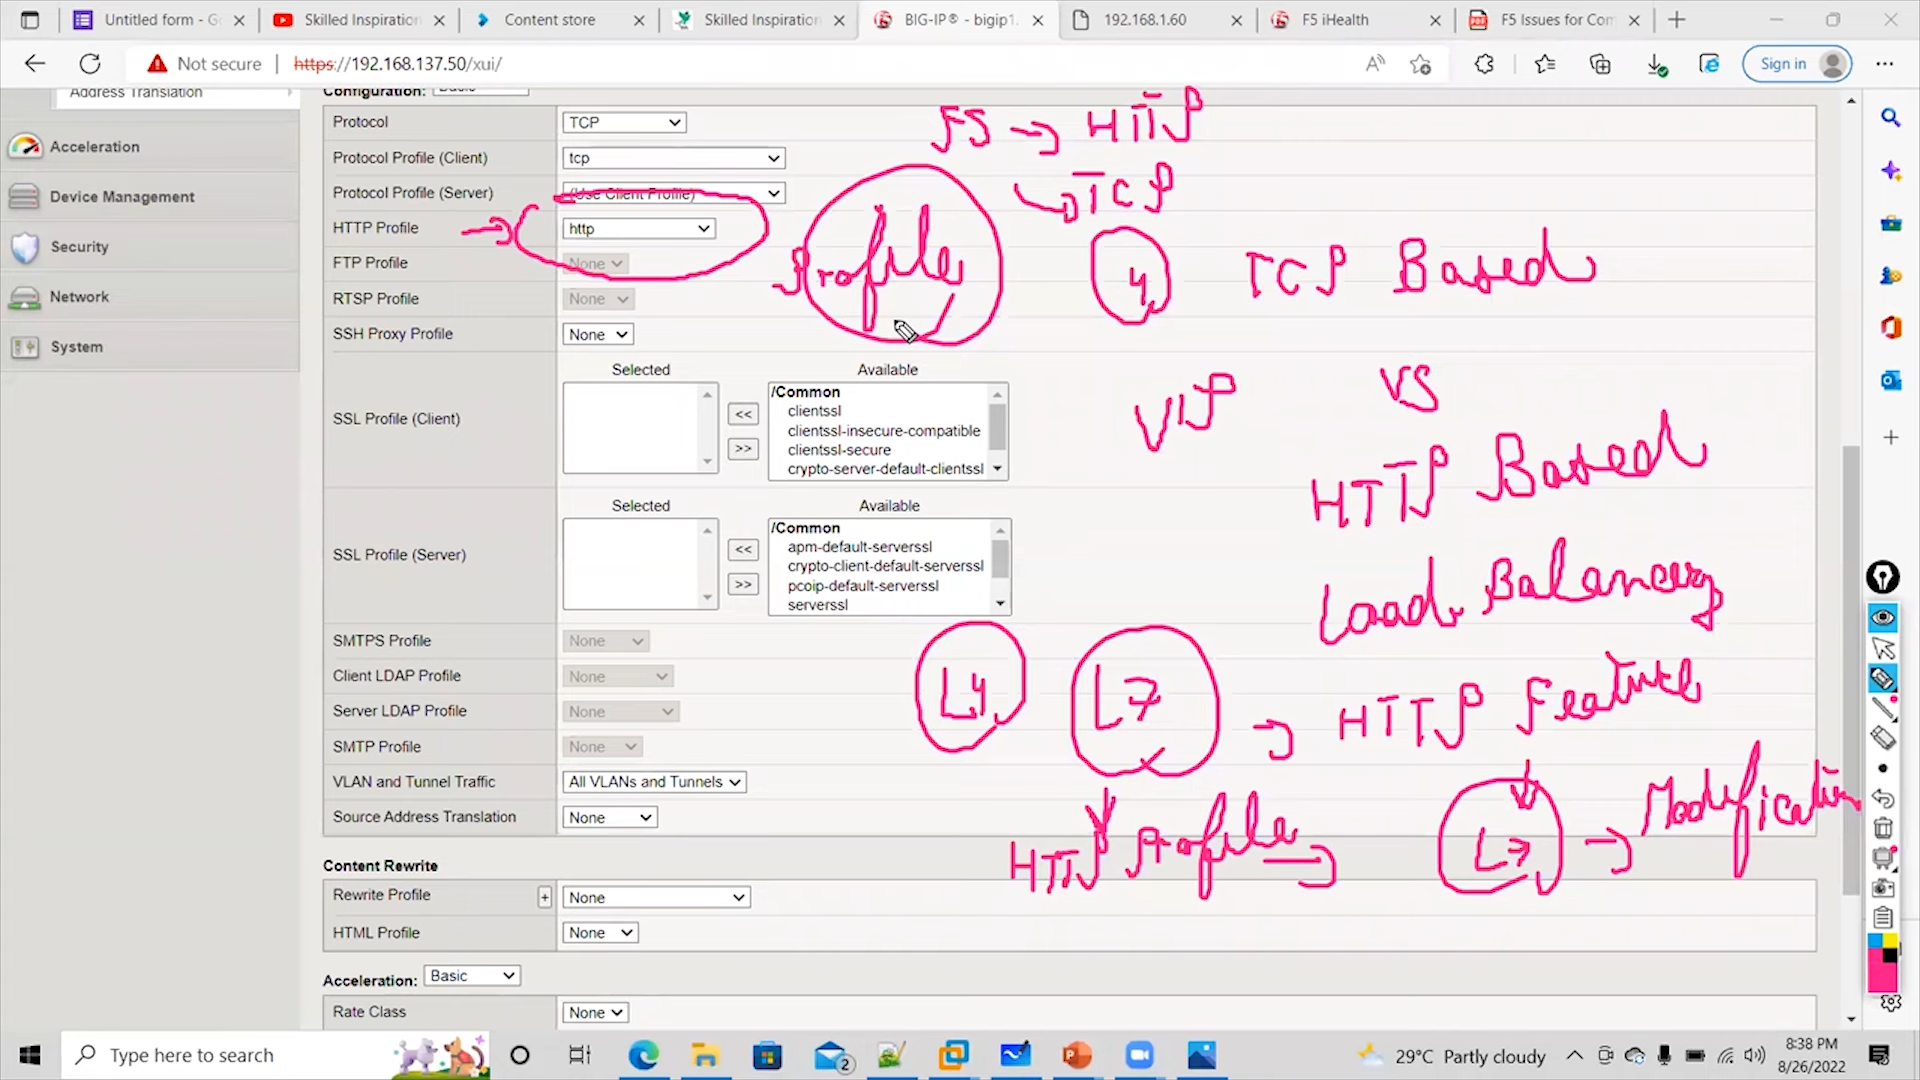 Untitled form - Go
Skilled Inspiration
Content store
Skilled Inspiration
BIG-IP® - bigip1.
192.168.1.60
F5 iHealth
F5 Issues for Com
Not secure
https://192.168.137.50/xui/
Sign in
Address Translation
Acceleration
Device Management
Security
Network
System
Configuration: Basic
Protocol
TCP
Protocol Profile (Client)
tcp
Protocol Profile (Server)
(Use Client Profile)
HTTP Profile
http
FTP Profile
None
RTSP Profile
None
SSH Proxy Profile
None
SSL Profile (Client)
Selected
<<
>>
Available
/Common
clientssl
clientssl-insecure-compatible
clientssl-secure
crypto-server-default-clientssl
SSL Profile (Server)
Selected
<<
>>
Available
/Common
apm-default-serverssl
crypto-client-default-serverssl
pcoip-default-serverssl
serverssl
SMTPS Profile
None
Client LDAP Profile
None
Server LDAP Profile
None
SMTP Profile
None
VLAN and Tunnel Traffic
All VLANs and Tunnels
Source Address Translation
None
Content Rewrite
Rewrite Profile
+
None
HTML Profile
None
Acceleration: Basic
Rate Class
None
→ HTTP
TCP
Profile
4
TCP Based
VIP
VS
HTTP Based
Load Balancing
L4
L7
→ HTTP Feature
HTTP Profile →
L7 → Modification
Type here to search
2
29°C Partly cloudy
8:38 PM
8/26/2022